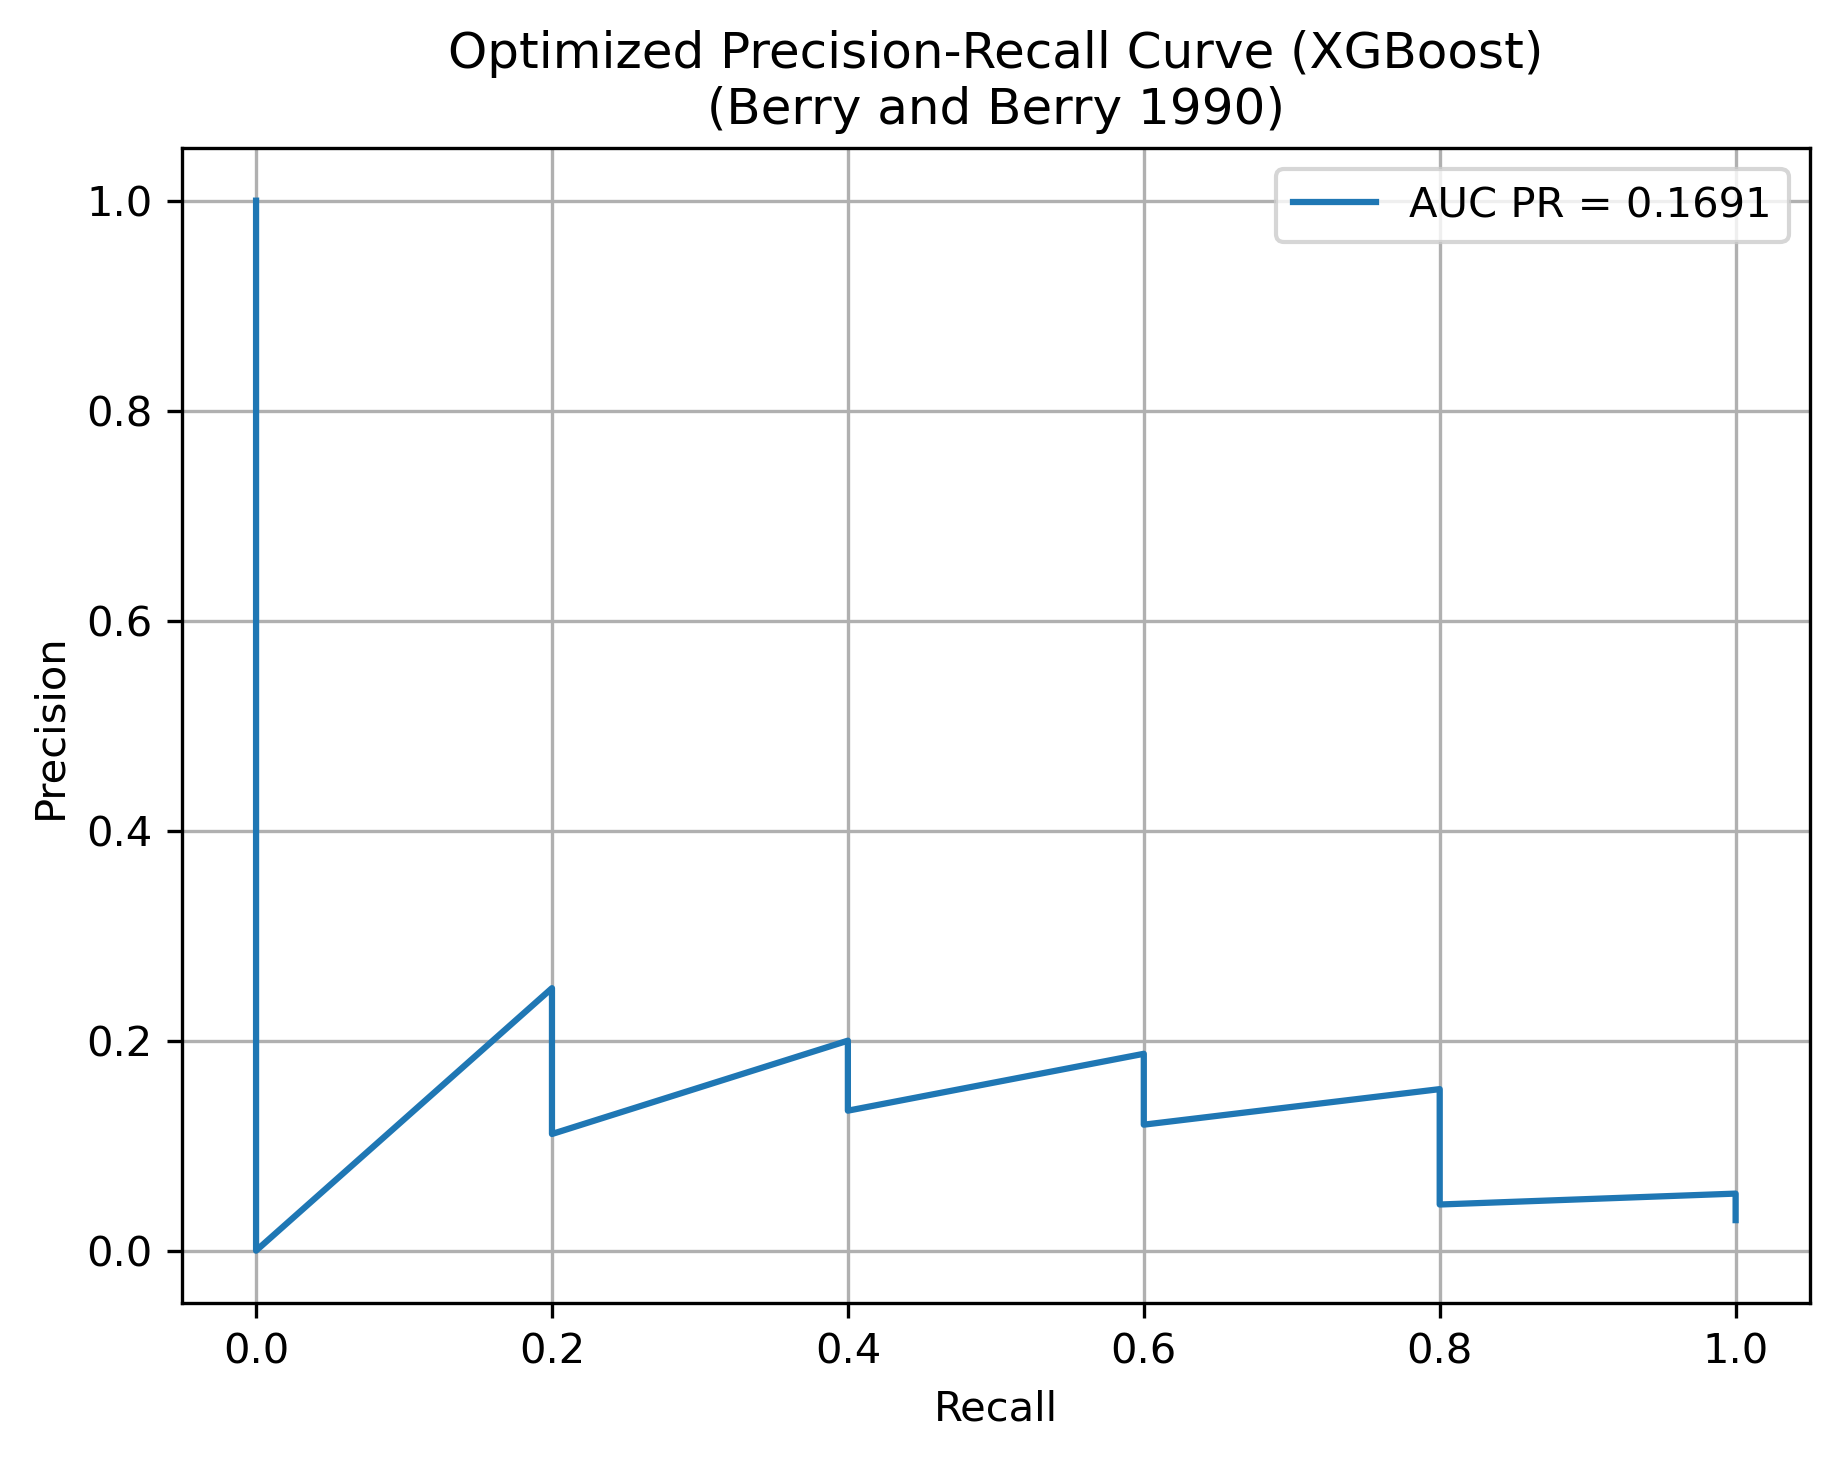 Optimized Precision-Recall Curve (XGBoost)
(Berry and Berry 1990)
AUC PR = 0.1691
1.0
0.8
0.6
0.4
0.2
0.0
Precision
0.0 0.2 0.4 0.6 0.8 1.0
Recall